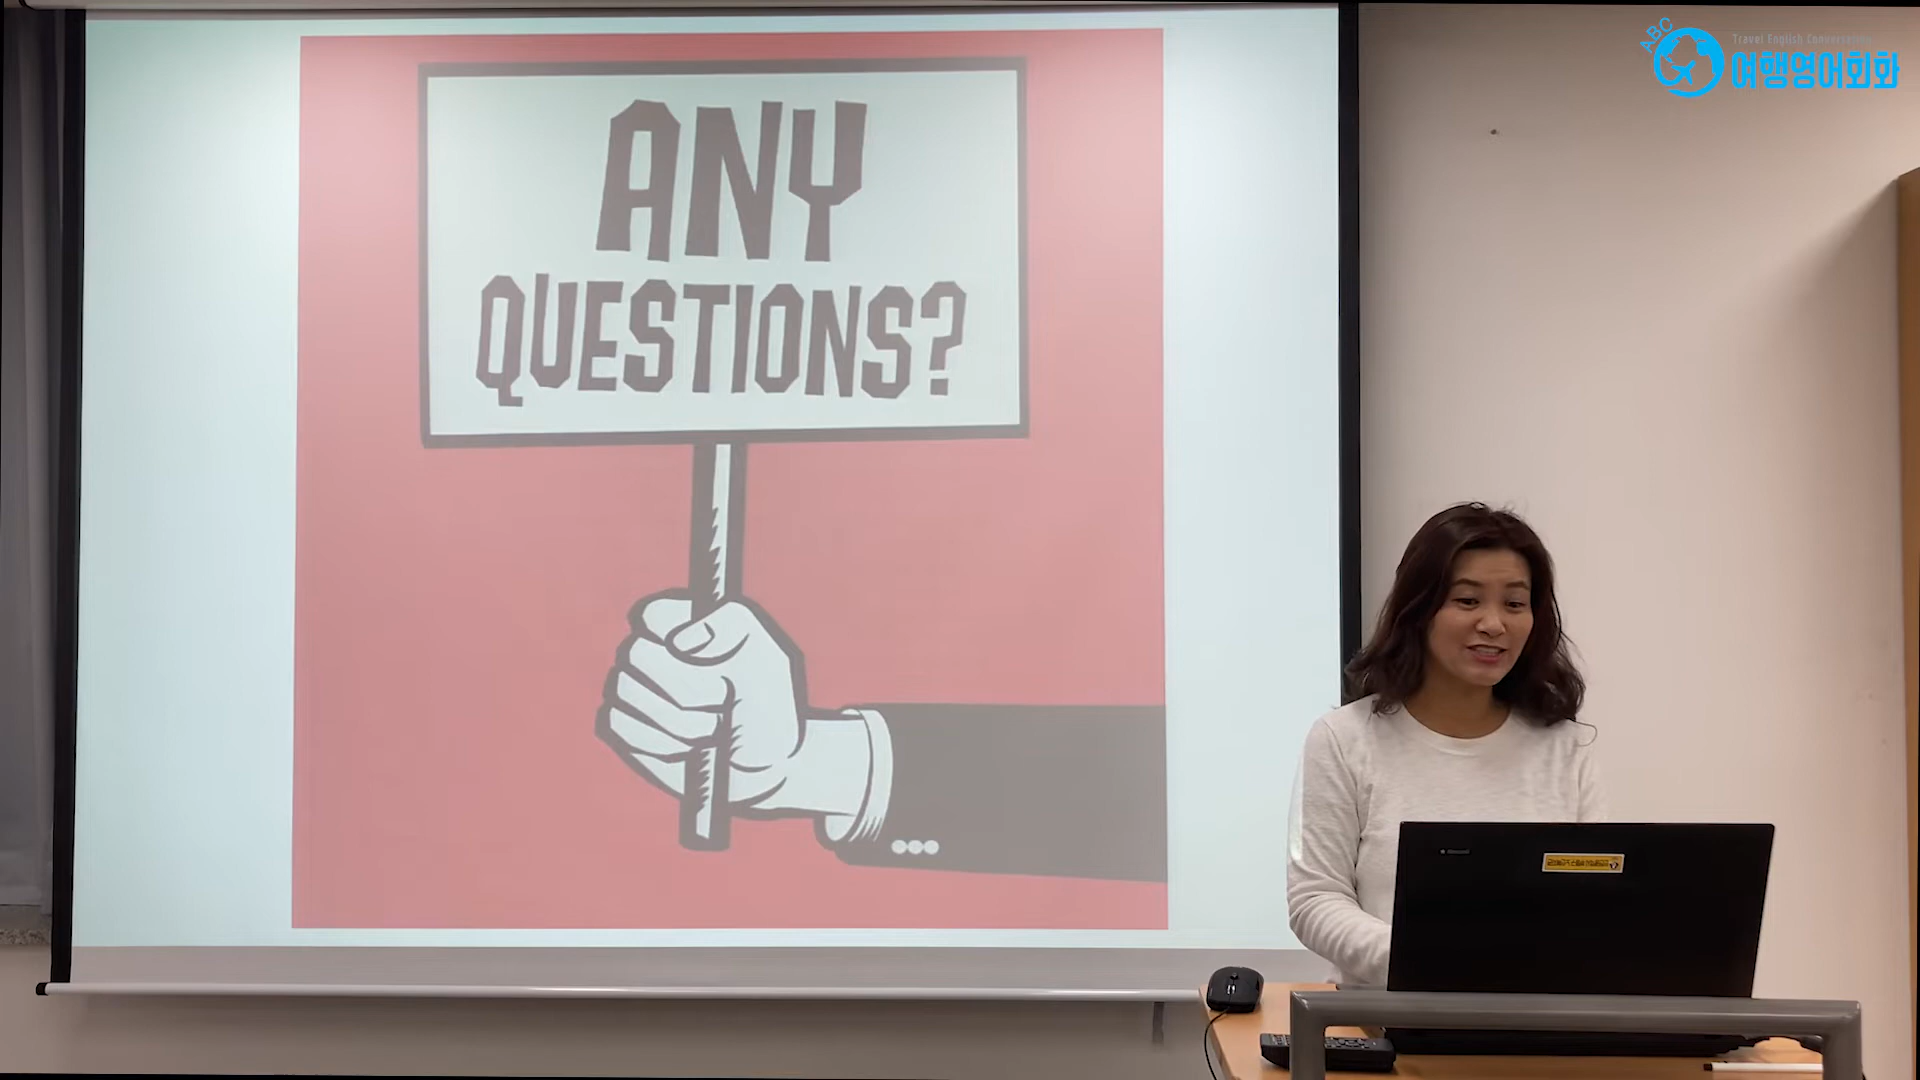 ANY
QUESTIONS?
ABC
Travel English Conversation
여행영어회화